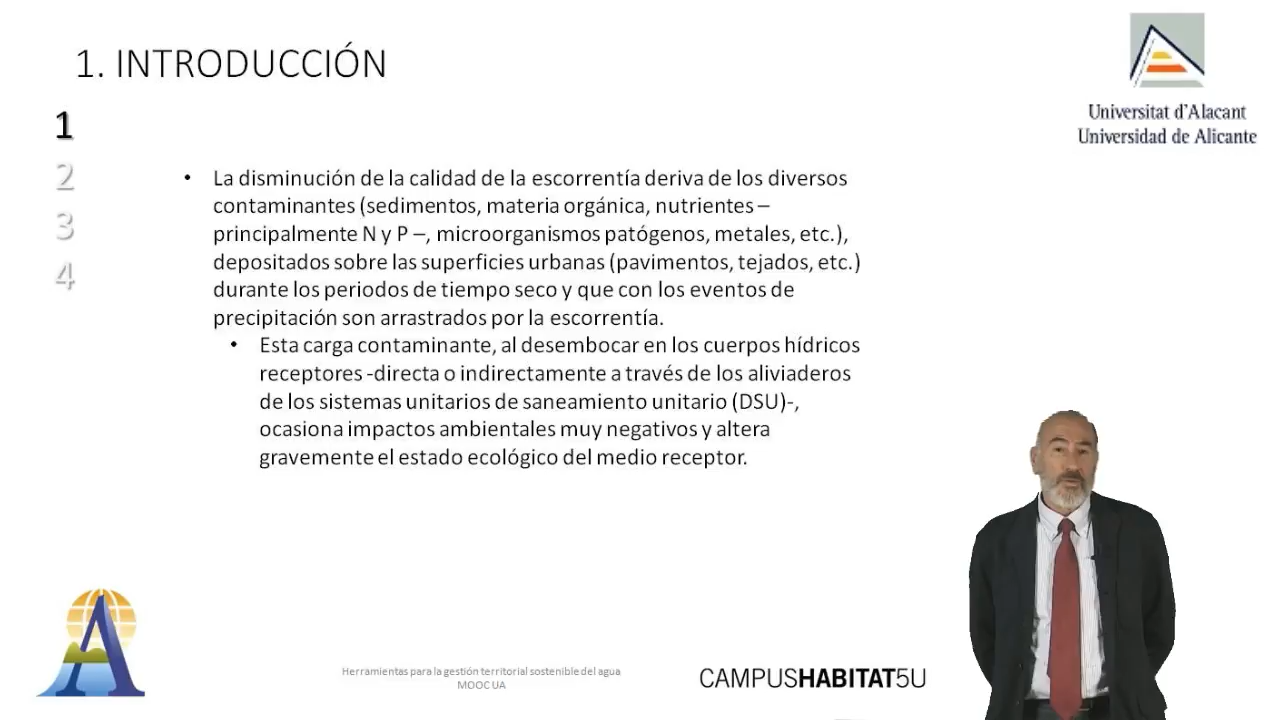 1. INTRODUCCIÓN
1
2
3
4
Universitat d'Alacant
Universidad de Alicante
• La disminución de la calidad de la escorrentía deriva de los diversos
contaminantes (sedimentos, materia orgánica, nutrientes –
principalmente N y P –, microorganismos patógenos, metales, etc.),
depositados sobre las superficies urbanas (pavimentos, tejados, etc.)
durante los periodos de tiempo seco y que con los eventos de
precipitación son arrastrados por la escorrentía.
• Esta carga contaminante, al desembocar en los cuerpos hídricos
receptores -directa o indirectamente a través de los aliviaderos
de los sistemas unitarios de saneamiento unitario (DSU)-,
ocasiona impactos ambientales muy negativos y altera
gravemente el estado ecológico del medio receptor.
Herramientas para la gestión territorial sostenible del agua
MOOC UA
CAMPUSHABITAT5U